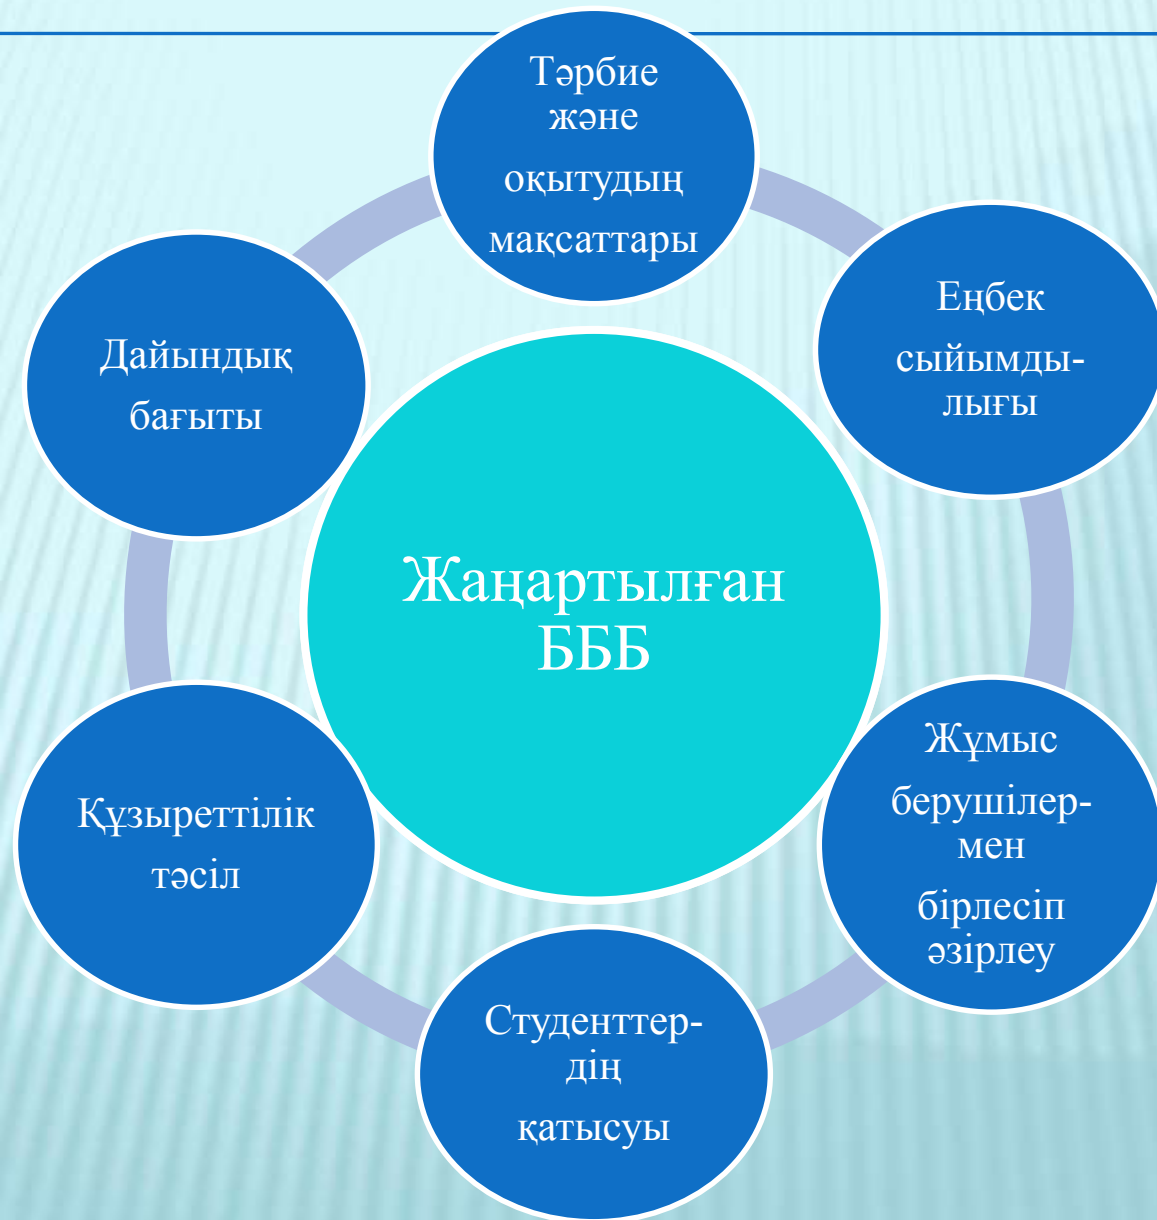 Тәрбие
және
оқытудың
мақсаттары
Еңбек
сыйымды-
лығы
Жұмыс
берушілер-
мен
бірлесіп
әзірлеу
Студенттер-
дің
қатысуы
Құзыреттілік
тәсіл
Дайындық
бағыты
Жаңартылған
БББ